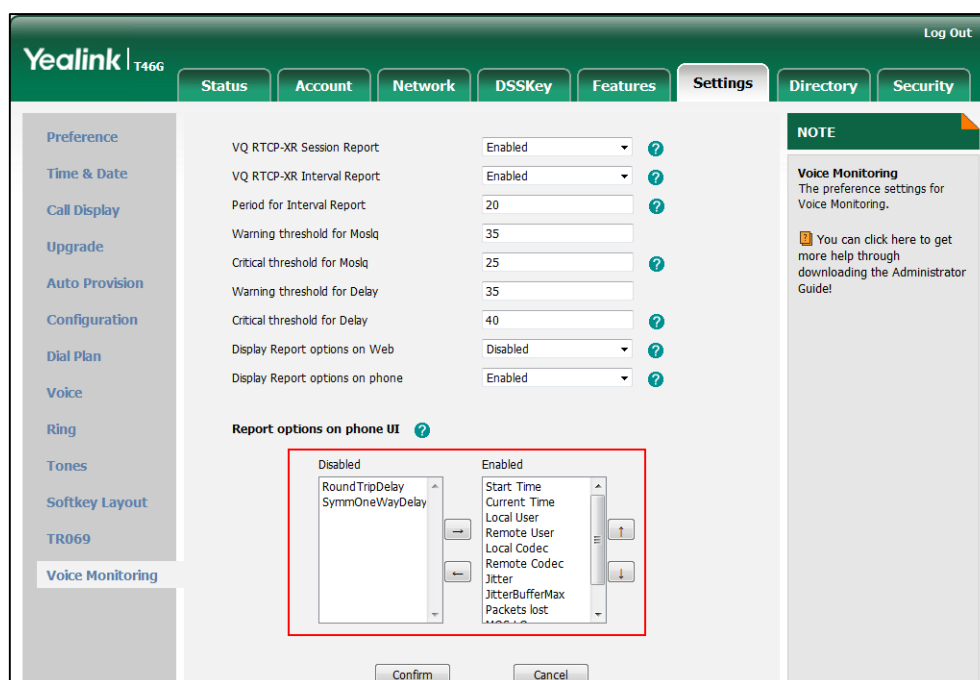 Log Out
Yealink T46G
Status Account Network DSSKey Features Settings Directory Security
Preference
Time & Date
Call Display
Upgrade
Auto Provision
Configuration
Dial Plan
Voice
Ring
Tones
Softkey Layout
TR069
Voice Monitoring
VQ RTCP-XR Session Report Enabled ?
VQ RTCP-XR Interval Report Enabled ?
Period for Interval Report 20 ?
Warning threshold for Moslq 35
Critical threshold for Moslq 25 ?
Warning threshold for Delay 35
Critical threshold for Delay 40 ?
Display Report options on Web Disabled ?
Display Report options on phone Enabled ?
Report options on phone UI ?
Disabled
RoundTripDelay
SymmOneWayDelay
→
←
Enabled
Start Time
Current Time
Local User
Remote User
Local Codec
Remote Codec
Jitter
JitterBufferMax
Packets lost
↑
↓
Confirm Cancel
NOTE
Voice Monitoring
The preference settings for
Voice Monitoring.
? You can click here to get
more help through
downloading the Administrator
Guide!